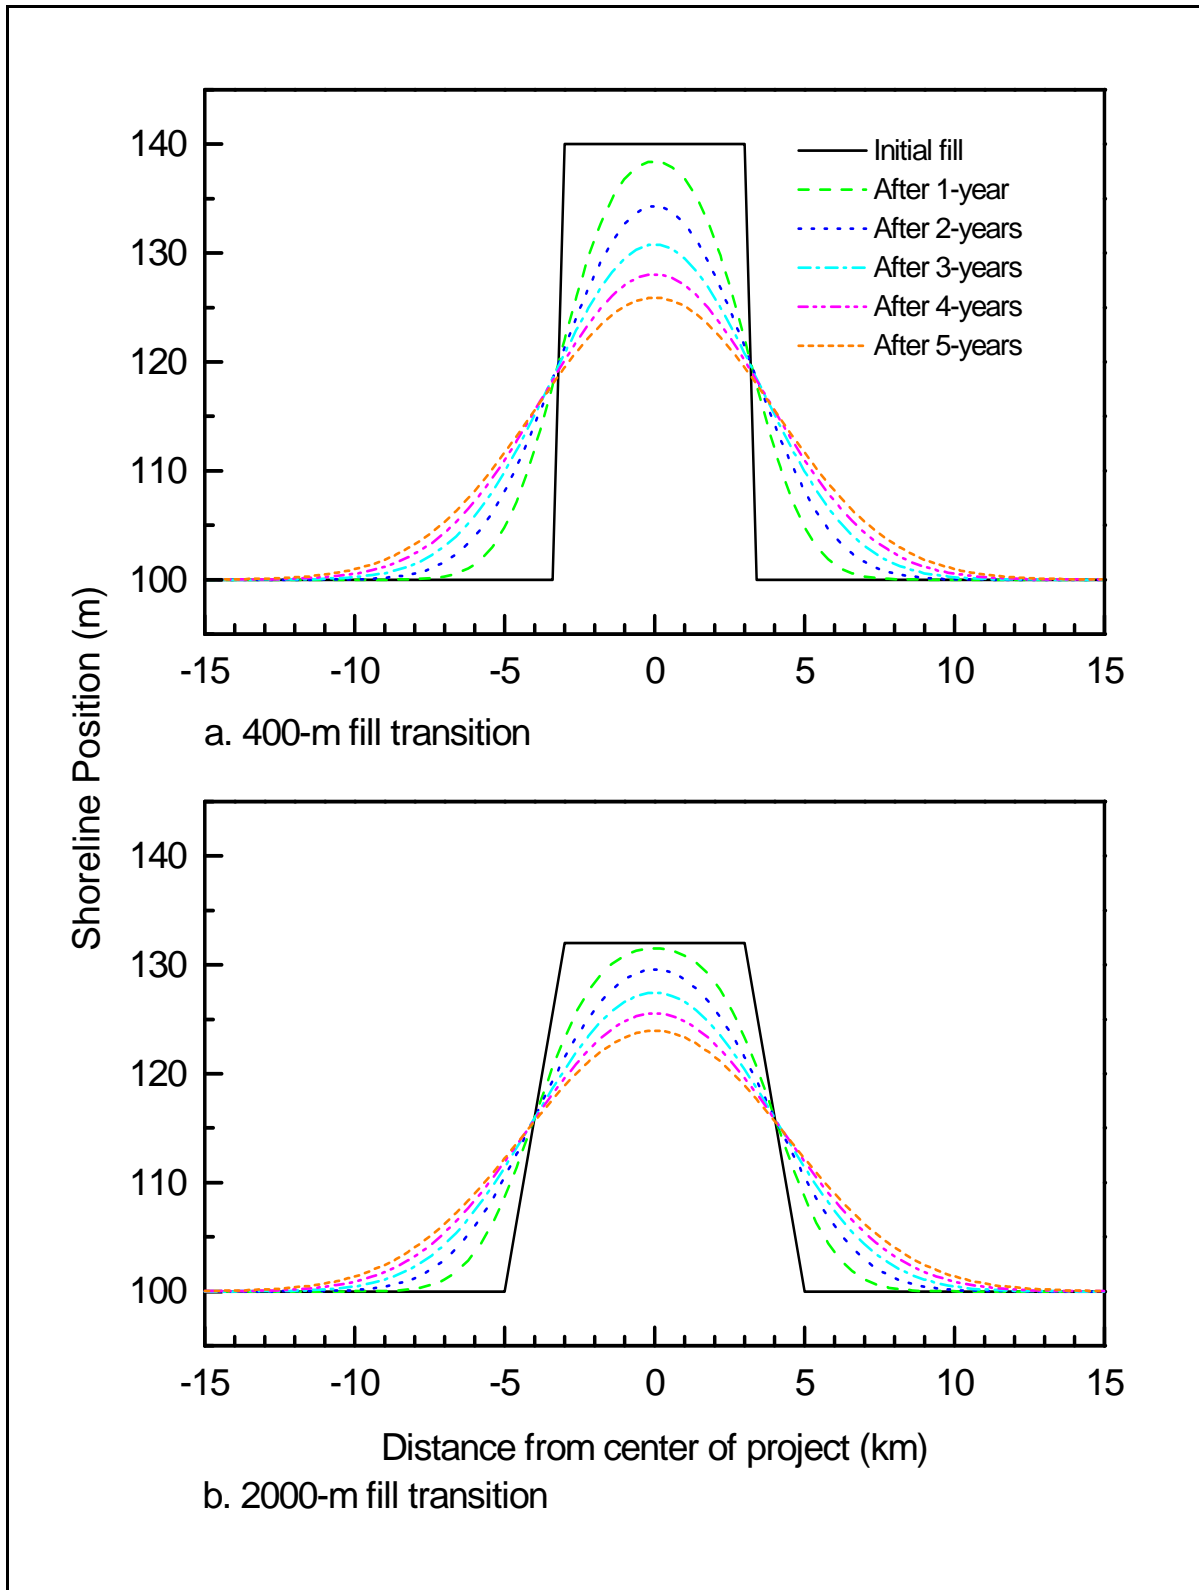 140
130
120
110
100
Initial fill
After 1-year
After 2-years
After 3-years
After 4-years
After 5-years
-15 -10 -5 0 5 10 15
a. 400-m fill transition
Shoreline Position (m)
140
130
120
110
100
-15 -10 -5 0 5 10 15
Distance from center of project (km)
b. 2000-m fill transition